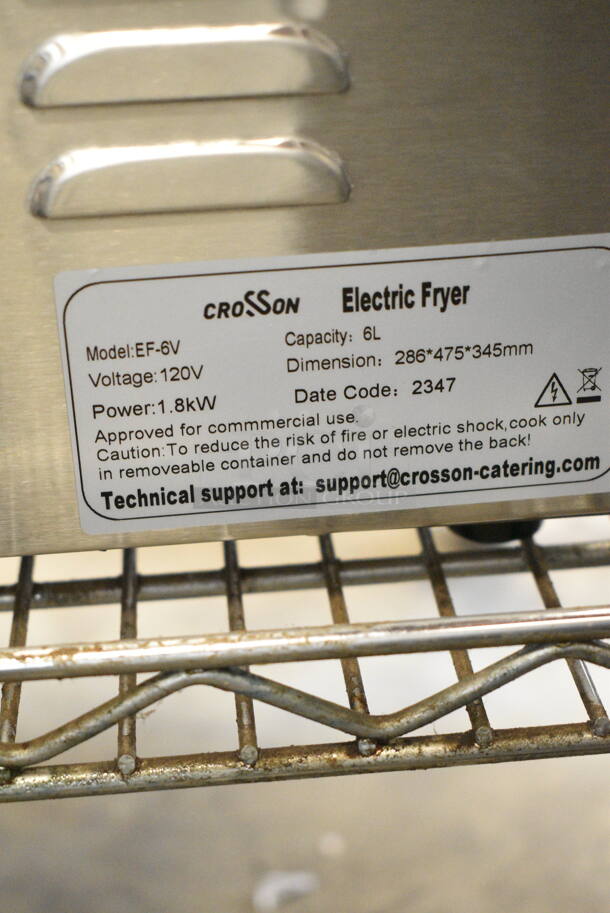 CROSSON Electric Fryer
Model:EF-6V Capacity: 6L
Voltage:120V Dimension: 286*475*345mm
Power:1.8kW Date Code: 2347
Approved for commmercial use.
Caution:To reduce the risk of fire or electric shock,cook only
in removeable container and do not remove the back!
Technical support at: support@crosson-catering.com
AUCTION GROUP